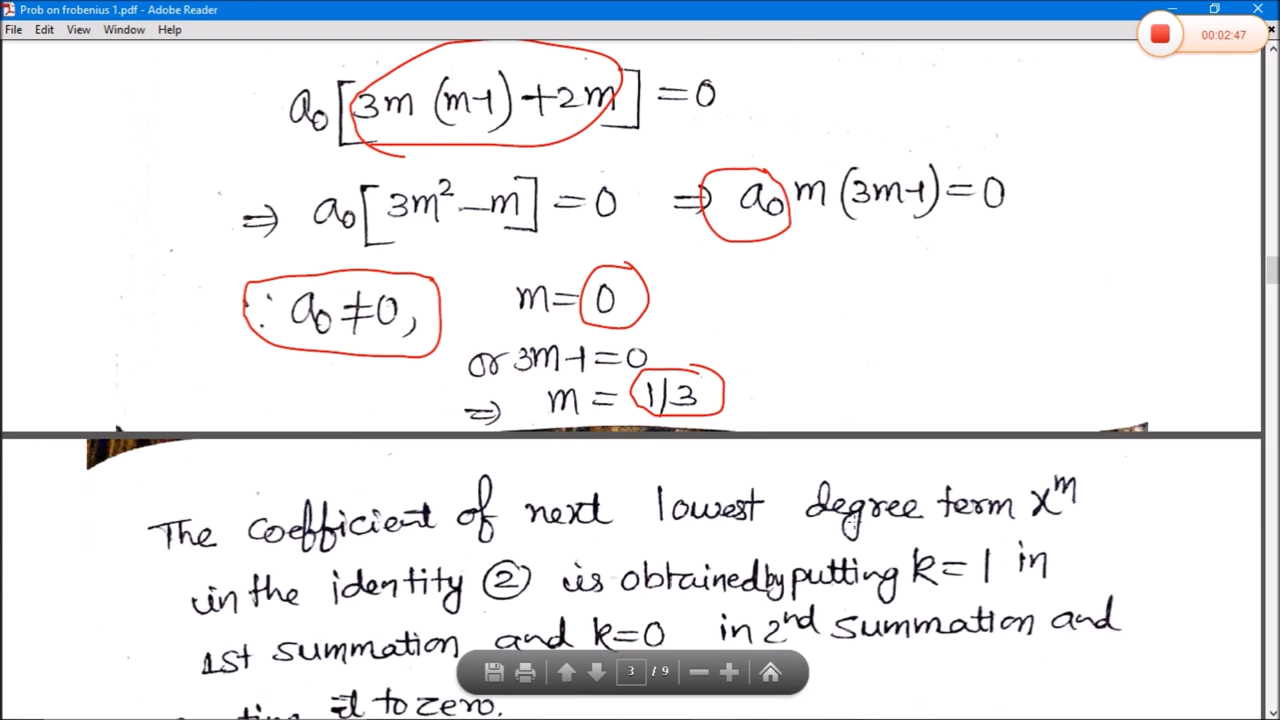 Prob on frobenius 1.pdf - Adobe Reader
File Edit View Window Help
00:02:47
a₀[3m(m-1)+2m] =0
⇒ a₀[3m²-m] =0 ⇒ a₀ m (3m-1)=0
∵ a₀≠0, m=0
or 3m-1=0
⇒ m = 1/3
The coefficient of next lowest degree term xᵐ
in the identity ② is obtained by putting k=1 in
1st summation and k=0 in 2nd summation and
it to zero.
3 / 9